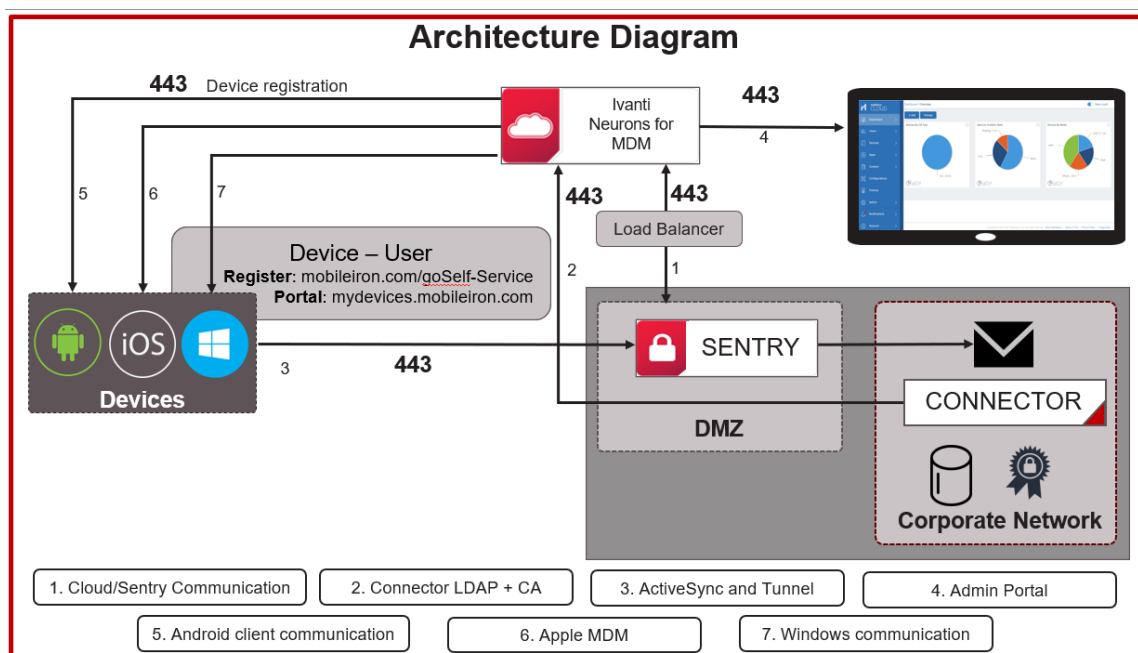 Architecture Diagram
443 Device registration
Ivanti
Neurons for
MDM
443
4
5
6
7
443
443
Load Balancer
2
1
Device – User
Register: mobileiron.com/goSelf-Service
Portal: mydevices.mobileiron.com
iOS
Devices
3
443
SENTRY
DMZ
CONNECTOR
Corporate Network
1. Cloud/Sentry Communication
2. Connector LDAP + CA
3. ActiveSync and Tunnel
4. Admin Portal
5. Android client communication
6. Apple MDM
7. Windows communication